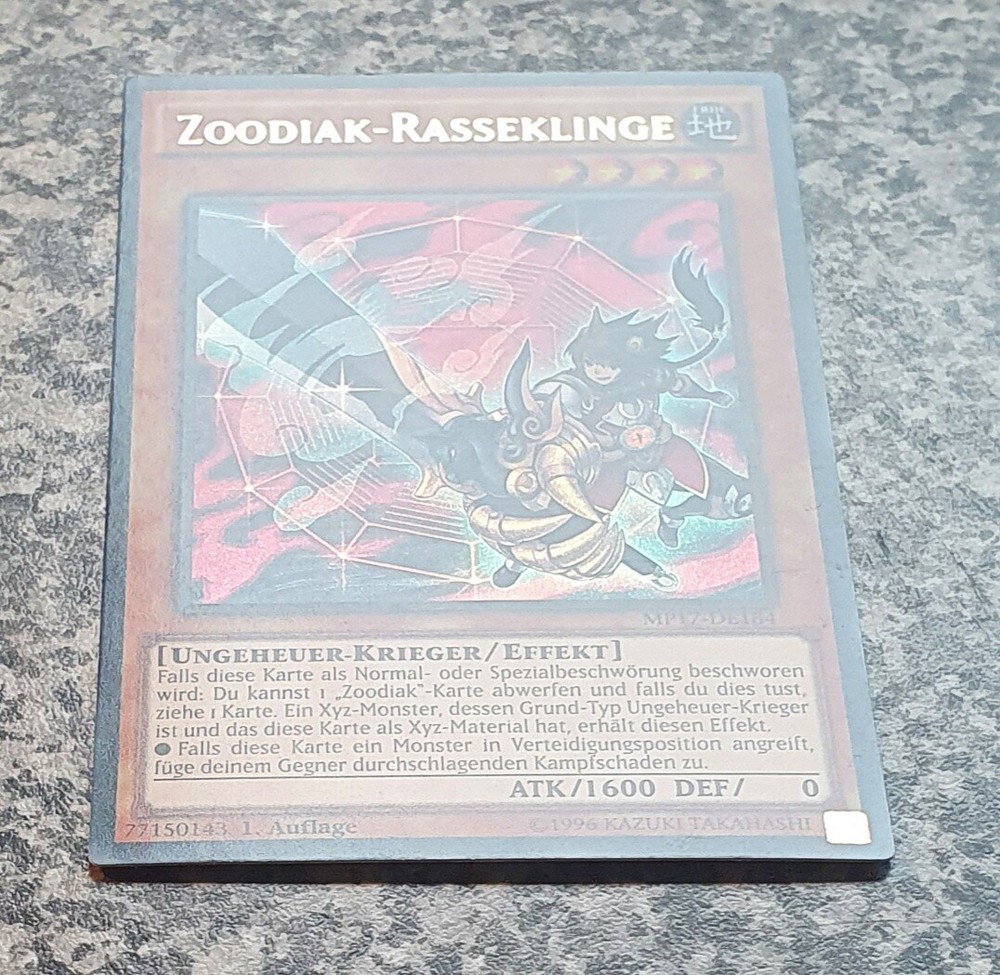 ZOODIAK-RASSEKLINGE
地
MP17-DE184
[UNGEHEUER-KRIEGER/EFFEKT]
Falls diese Karte als Normal- oder Spezialbeschwörung beschworen
wird: Du kannst 1 „Zoodiak“-Karte abwerfen und falls du dies tust,
ziehe 1 Karte. Ein Xyz-Monster, dessen Grund-Typ Ungeheuer-Krieger
ist und das diese Karte als Xyz-Material hat, erhält diesen Effekt.
● Falls diese Karte ein Monster in Verteidigungsposition angreift,
füge deinem Gegner durchschlagenden Kampfschaden zu.
ATK/1600 DEF/ 0
77150143 1. Auflage ©1996 KAZUKI TAKAHASHI